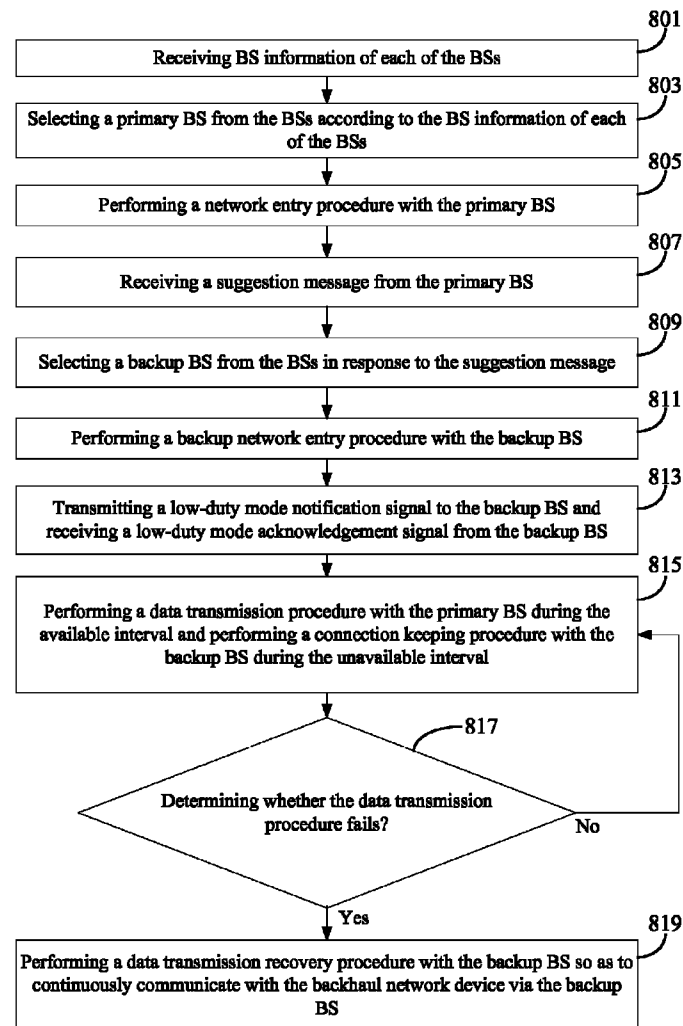 801
Receiving BS information of each of the BSs
803
Selecting a primary BS from the BSs according to the BS information of each
of the BSs
805
Performing a network entry procedure with the primary BS
807
Receiving a suggestion message from the primary BS
809
Selecting a backup BS from the BSs in response to the suggestion message
811
Performing a backup network entry procedure with the backup BS
813
Transmitting a low-duty mode notification signal to the backup BS and
receiving a low-duty mode acknowledgement signal from the backup BS
815
Performing a data transmission procedure with the primary BS during the
available interval and performing a connection keeping procedure with the
backup BS during the unavailable interval
817
Determining whether the data transmission
procedure fails?
No
Yes
819
Performing a data transmission recovery procedure with the backup BS so as to
continuously communicate with the backhaul network device via the backup
BS